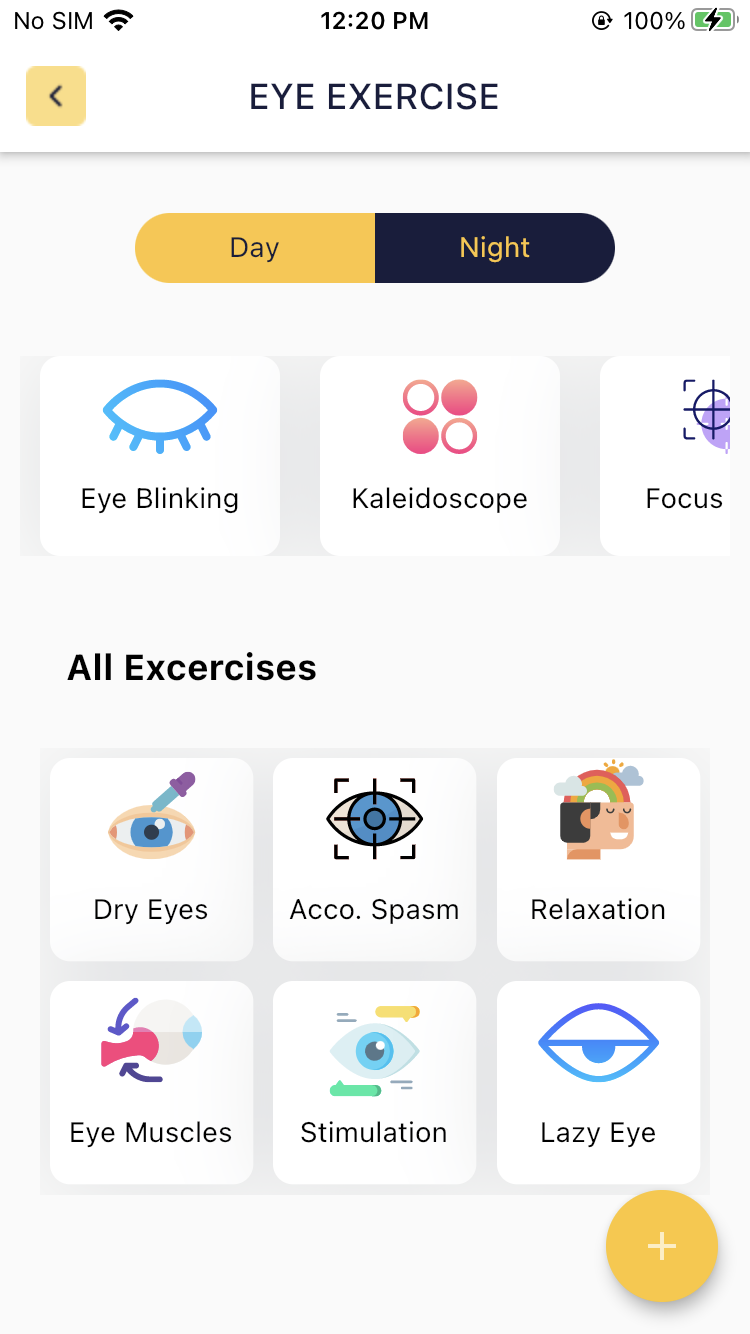 No SIM 12:20 PM 100%
EYE EXERCISE
Day Night
Eye Blinking Kaleidoscope Focus
All Excercises
Dry Eyes Acco. Spasm Relaxation
Eye Muscles Stimulation Lazy Eye
+